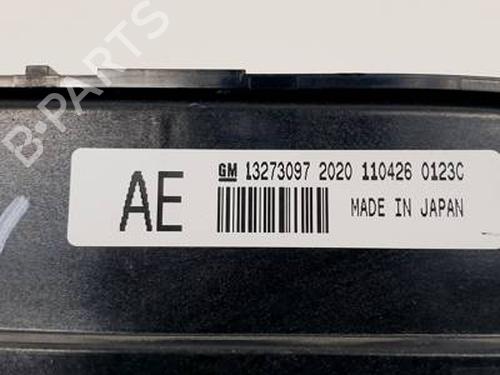 B-PARTS
AE
GM 13273097 2020 110426 0123C
MADE IN JAPAN